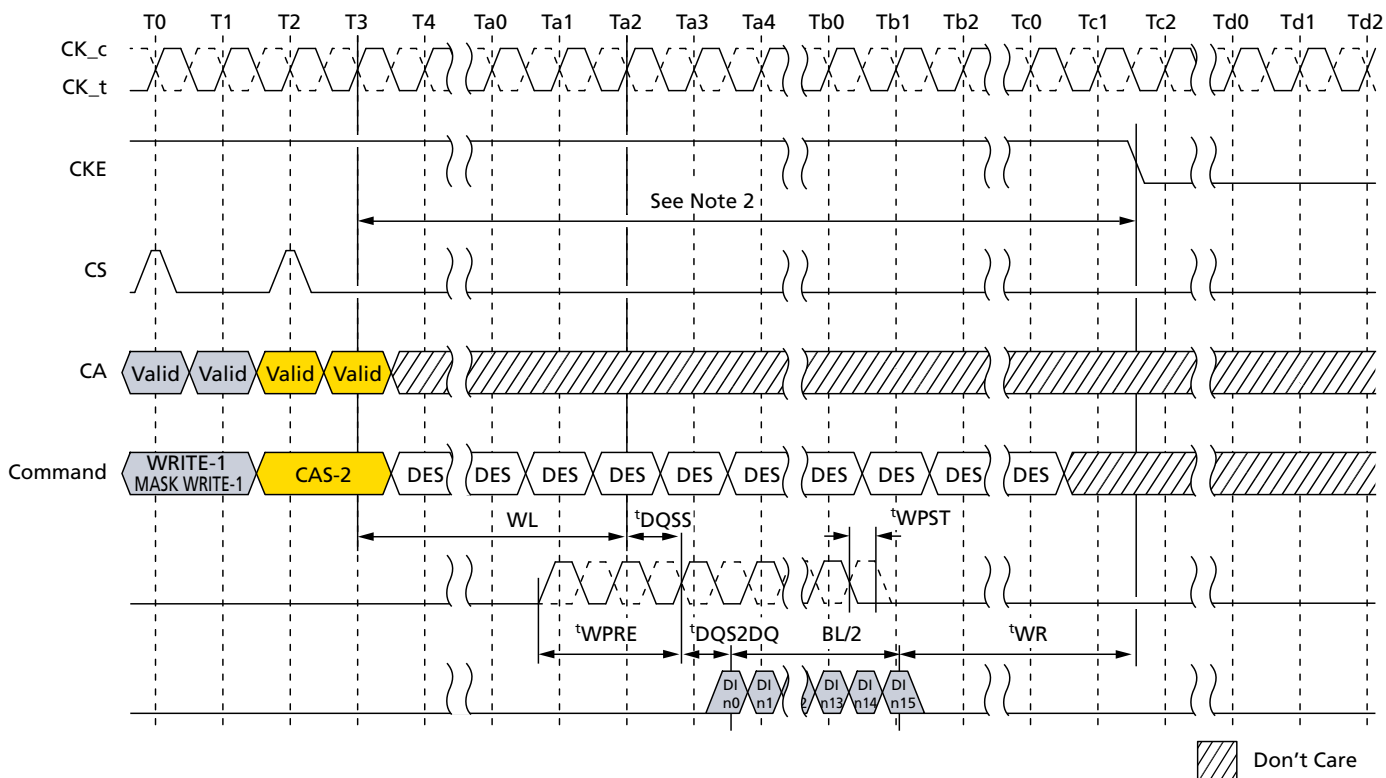 T0 T1 T2 T3 T4 Ta0 Ta1 Ta2 Ta3 Ta4 Tb0 Tb1 Tb2 Tc0 Tc1 Tc2 Td0 Td1 Td2
CK_c
CK_t
CKE
See Note 2
CS
CA Valid Valid Valid Valid
Command WRITE-1 MASK WRITE-1 CAS-2 DES DES DES DES DES DES DES DES DES DES
WL tDQSS tWPST
tWPRE tDQS2DQ BL/2 tWR
DI n0 DI n1 2 DI n13 DI n14 DI n15
Don't Care